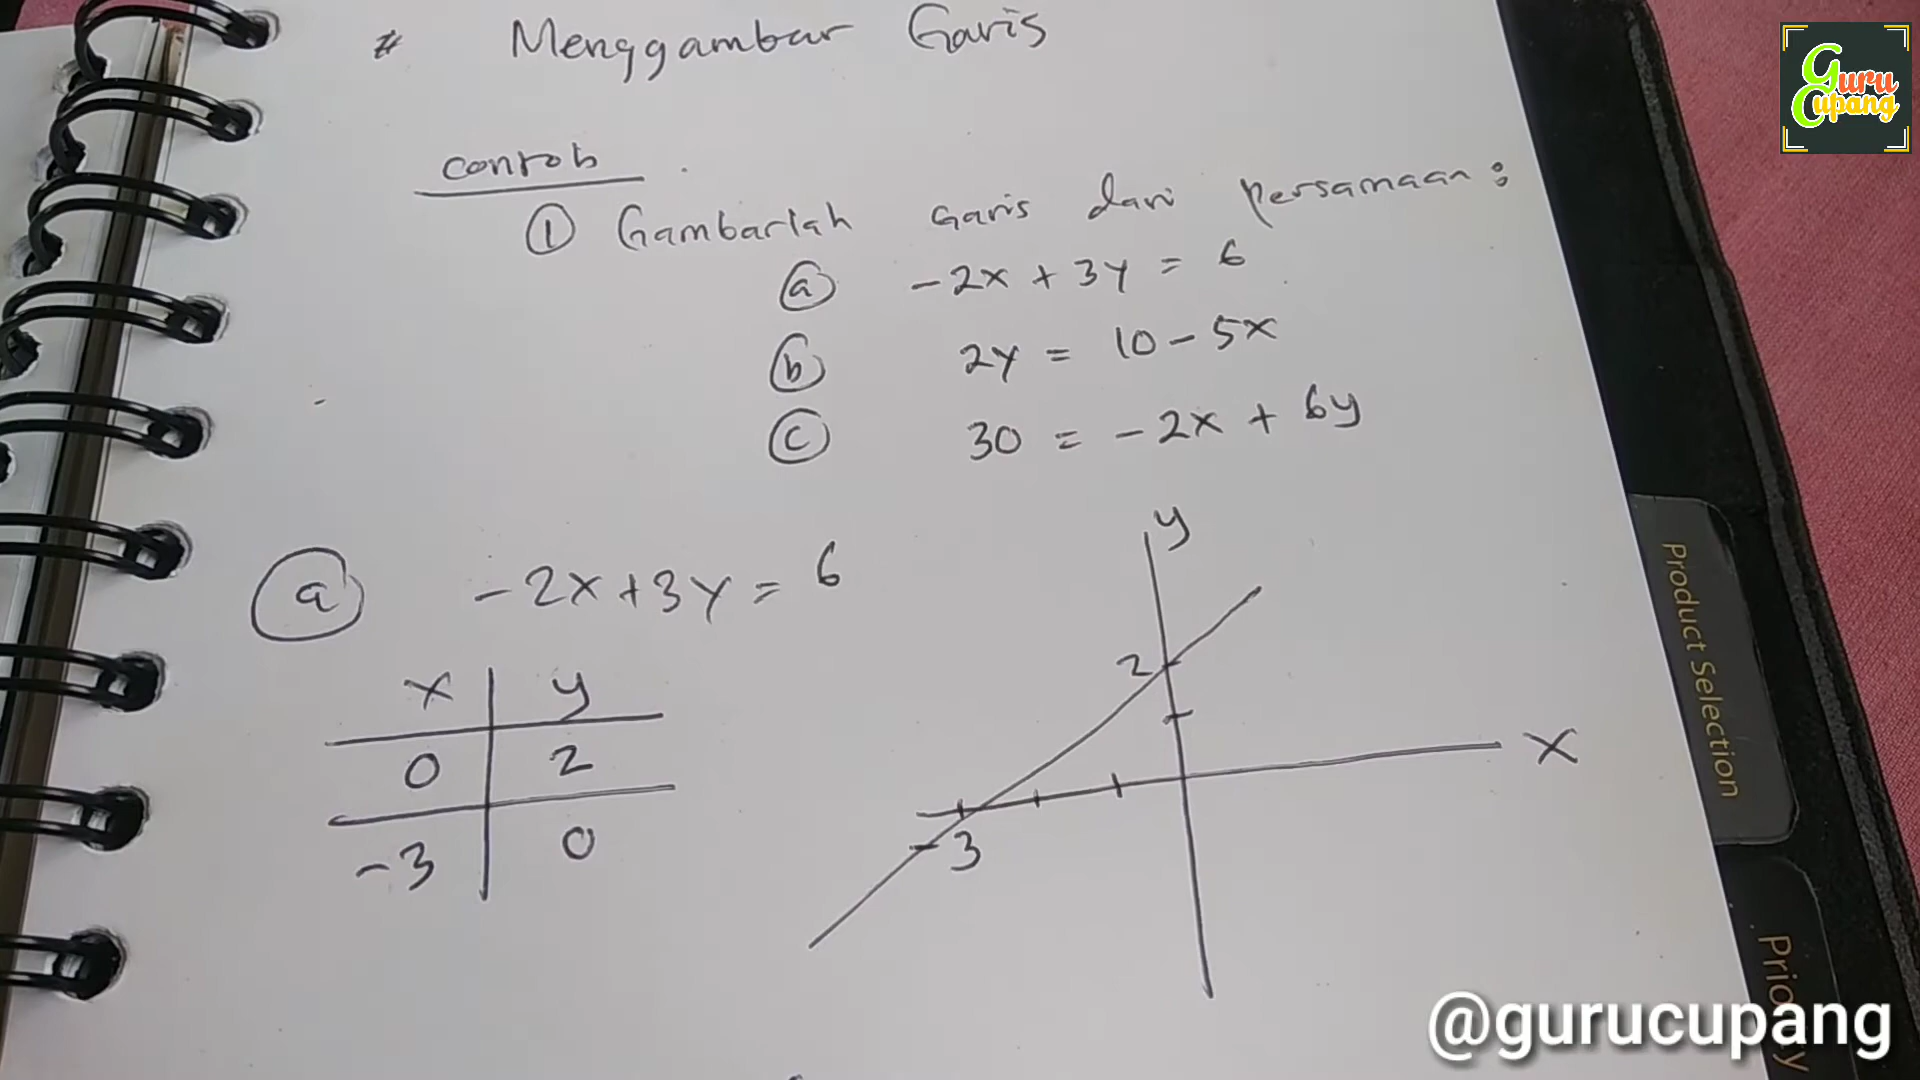 # Menggambar Garis
Guru
Cupang
contoh
① Gambarlah garis dari persamaan:
ⓐ -2x + 3y = 6
ⓑ 2y = 10 - 5x
ⓒ 30 = -2x + 6y
ⓐ -2x + 3y = 6
x y
0 2
-3 0
y
2
x
-3
Product Selection
Priority
@gurucupang